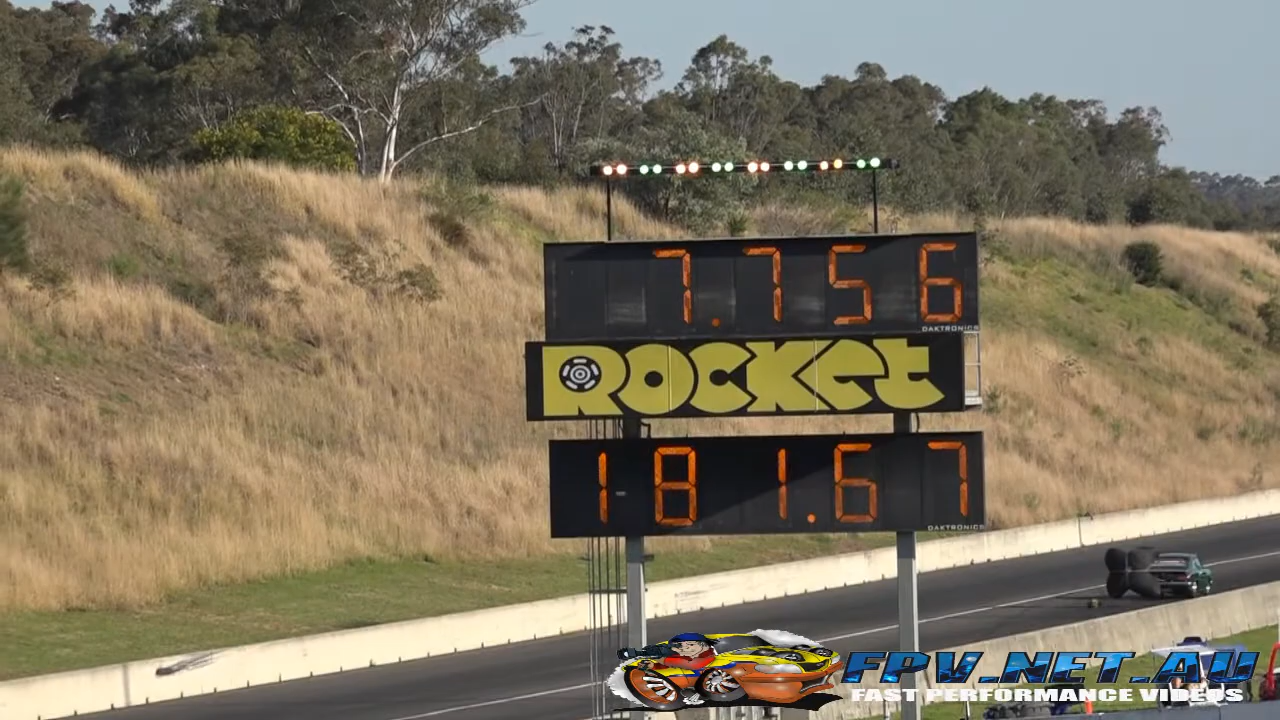 7.756
DAKTRONICS
ROCKET
181.67
DAKTRONICS
FPV.NET.AU
FAST PERFORMANCE VIDEOS